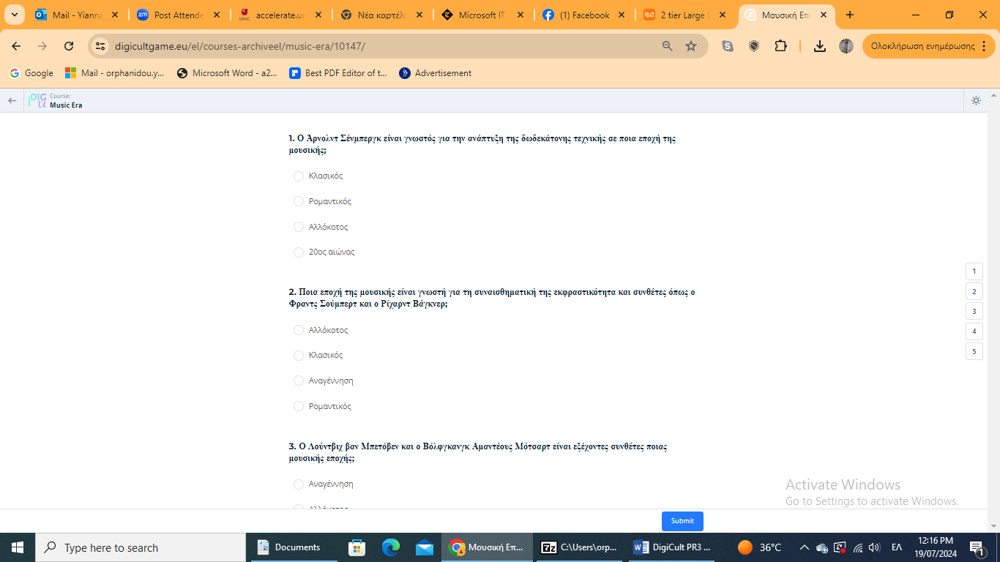 Mail - Yianna
Post Attende
accelerate.un
Νέα καρτέλα
Microsoft IT
(1) Facebook
2 tier Large
Μουσική Επ
digicultgame.eu/el/courses-archiveel/music-era/10147/
Ολοκλήρωση ενημέρωσης
Google
Mail - orphanidou.y...
Microsoft Word - a2...
Best PDF Editor of t...
Advertisement
Course:
Music Era
1. Ο Άρνολντ Σένμπεργκ είναι γνωστός για την ανάπτυξη της δωδεκάτονης τεχνικής σε ποια εποχή της
μουσικής;
Κλασικός
Ρομαντικός
Αλλόκοτος
20ος αιώνας
2. Ποια εποχή της μουσικής είναι γνωστή για τη συναισθηματική της εκφραστικότητα και συνθέτες όπως ο
Φραντς Σούμπερτ και ο Ρίχαρντ Βάγκνερ;
Αλλόκοτος
Κλασικός
Αναγέννηση
Ρομαντικός
3. Ο Λούντβιχ βαν Μπετόβεν και ο Βόλφγκανγκ Αμαντέους Μότσαρτ είναι εξέχοντες συνθέτες ποιας
μουσικής εποχής;
Αναγέννηση
1
2
3
4
5
Activate Windows
Go to Settings to activate Windows.
Submit
Type here to search
Documents
Μουσική Επ...
C:\Users\orp...
DigiCult PR3 ...
36°C
ΕΛ
12:16 PM
19/07/2024